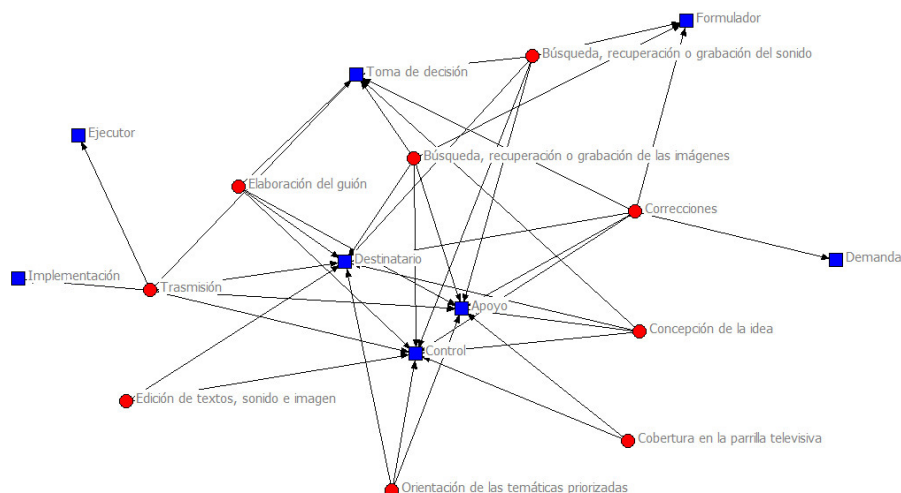 Formulador
Búsqueda, recuperación o grabación del sonido
Toma de decisión
Ejecutor
Búsqueda, recuperación o grabación de las imágenes
Elaboración del guión
Correcciones
Destinatario
Demanda
Implementación
Trasmisión
Apoyo
Concepción de la idea
Control
Edición de textos, sonido e imagen
Cobertura en la parrilla televisiva
Orientación de las temáticas priorizadas